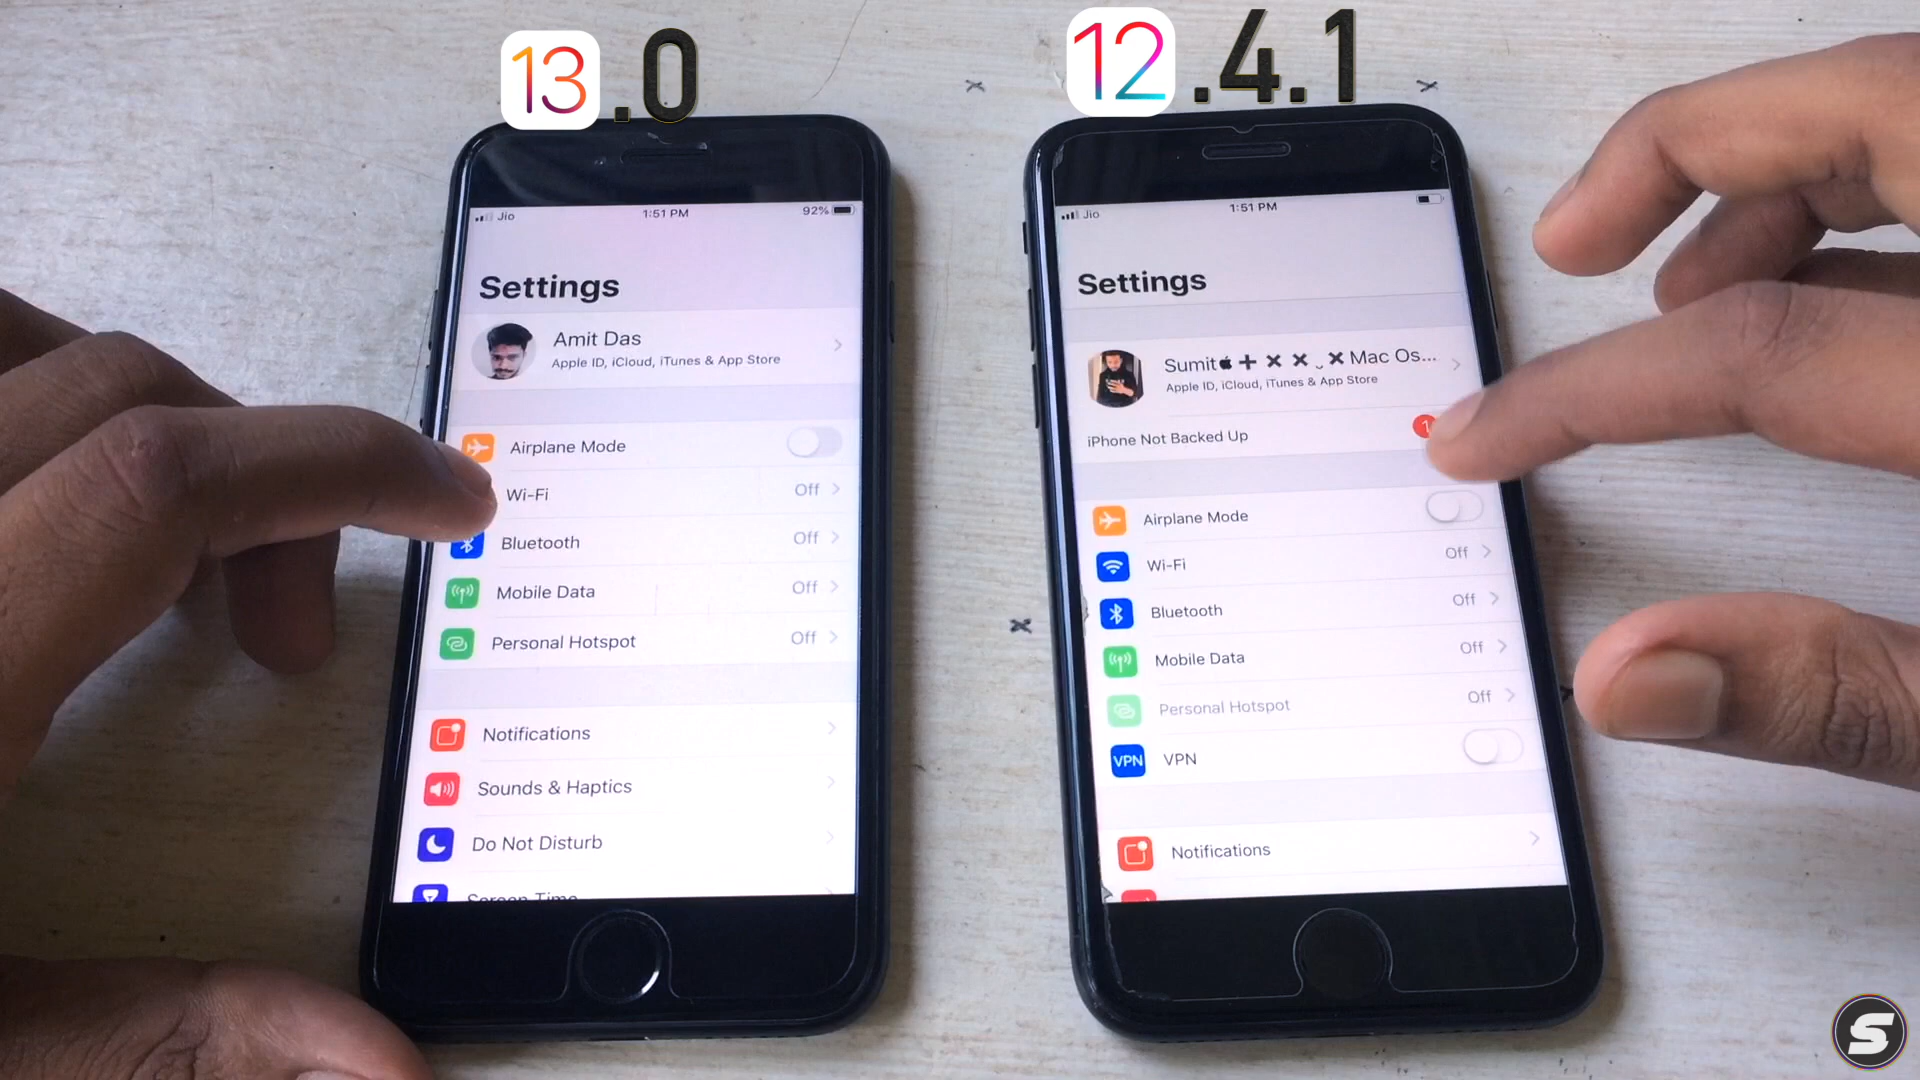 13.0
12.4.1
Jio 1:51 PM 92%
Settings
Amit Das
Apple ID, iCloud, iTunes & App Store
Airplane Mode
Wi-Fi Off
Bluetooth Off
Mobile Data Off
Personal Hotspot Off
Notifications
Sounds & Haptics
Do Not Disturb
Screen Time
Jio 1:51 PM
Settings
Sumit + × × ᵕ × Mac Os...
Apple ID, iCloud, iTunes & App Store
iPhone Not Backed Up 1
Airplane Mode
Wi-Fi Off
Bluetooth Off
Mobile Data Off
Personal Hotspot Off
VPN VPN
Notifications
S